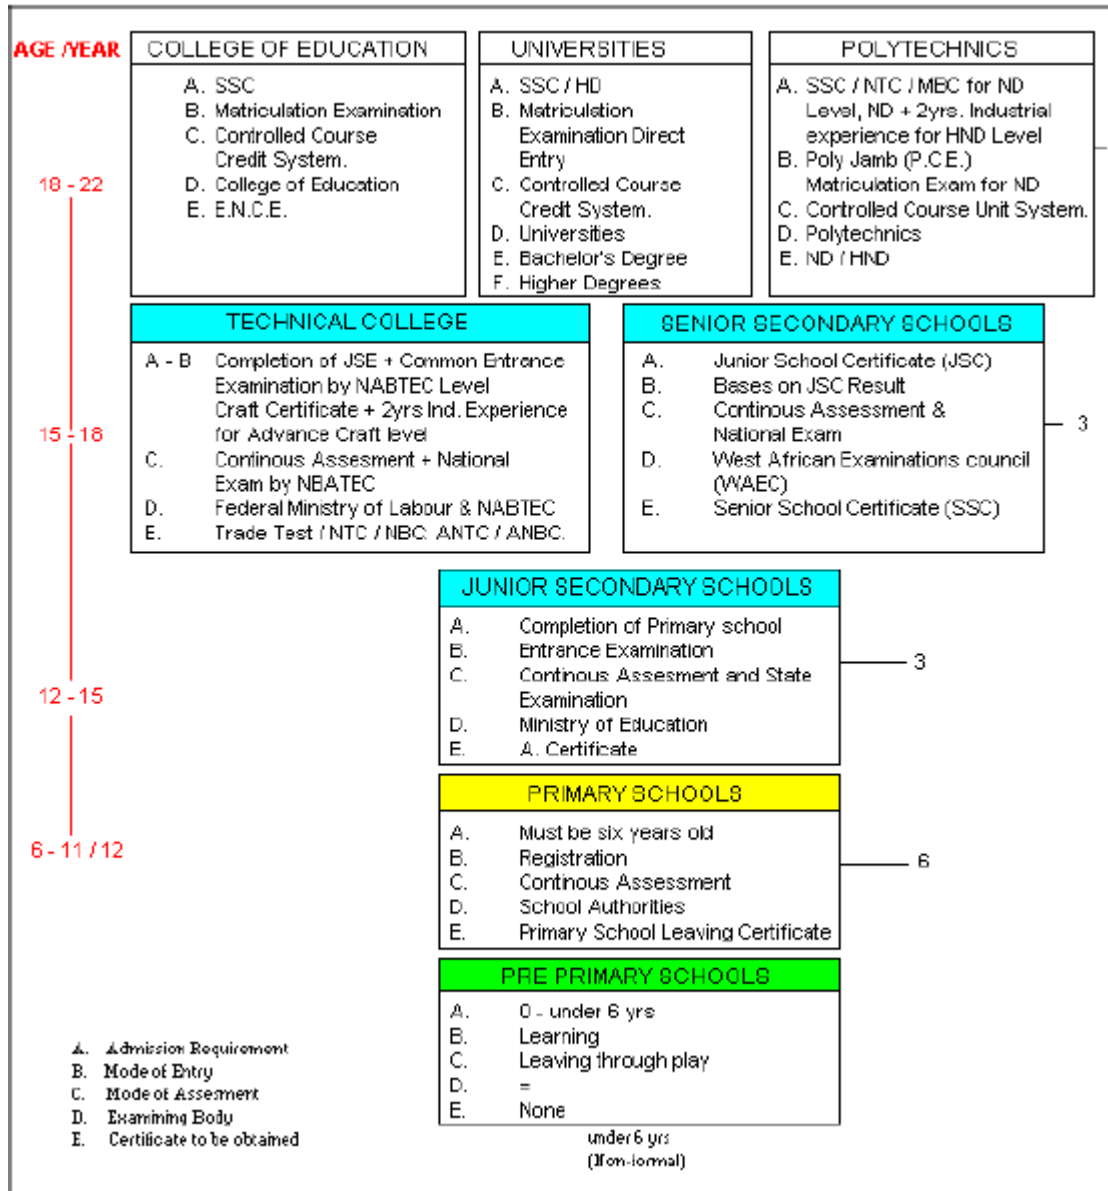 AGE /YEAR
COLLEGE OF EDUCATION
A. SSC
B. Matriculation Examination
C. Controlled Course
Credit System.
D. College of Education
E. E.N.C.E.
UNIVERSITIES
A. SSC / HD
B. Matriculation
Examination Direct
Entry
C. Controlled Course
Credit System.
D. Universities
E. Bachelor's Degree
F. Higher Degrees
POLYTECHNICS
A. SSC / NTC / MBC for ND
Level, ND + 2yrs. Industrial
experience for HND Level
B. Poly Jamb (P.C.E.)
Matriculation Exam for ND
C. Controlled Course Unit System.
D. Polytechnics
E. ND / HND
18 - 22
TECHNICAL COLLEGE
A - B Completion of JSE + Common Entrance
Examination by NABTEC Level
Craft Certificate + 2yrs Ind. Experience
for Advance Craft level
C. Continous Assesment + National
Exam by NBATEC
D. Federal Ministry of Labour & NABTEC
E. Trade Test / NTC / NBC: ANTC / ANBC.
SENIOR SECONDARY SCHOOLS
A. Junior School Certificate (JSC)
B. Bases on JSC Result
C. Continous Assessment &
National Exam
D. West African Examinations council
(WAEC)
E. Senior School Certificate (SSC)
3
15 - 18
JUNIOR SECONDARY SCHOOLS
A. Completion of Primary school
B. Entrance Examination
C. Continous Assesment and State
Examination
D. Ministry of Education
E. A. Certificate
3
12 - 15
PRIMARY SCHOOLS
A. Must be six years old
B. Registration
C. Continous Assessment
D. School Authorities
E. Primary School Leaving Certificate
6
6 - 11 / 12
PRE PRIMARY SCHOOLS
A. 0 - under 6 yrs
B. Learning
C. Leaving through play
D. =
E. None
under 6 yrs
(Non-formal)
A. Admission Requirement
B. Mode of Entry
C. Mode of Assesment
D. Examining Body
E. Certificate to be obtained